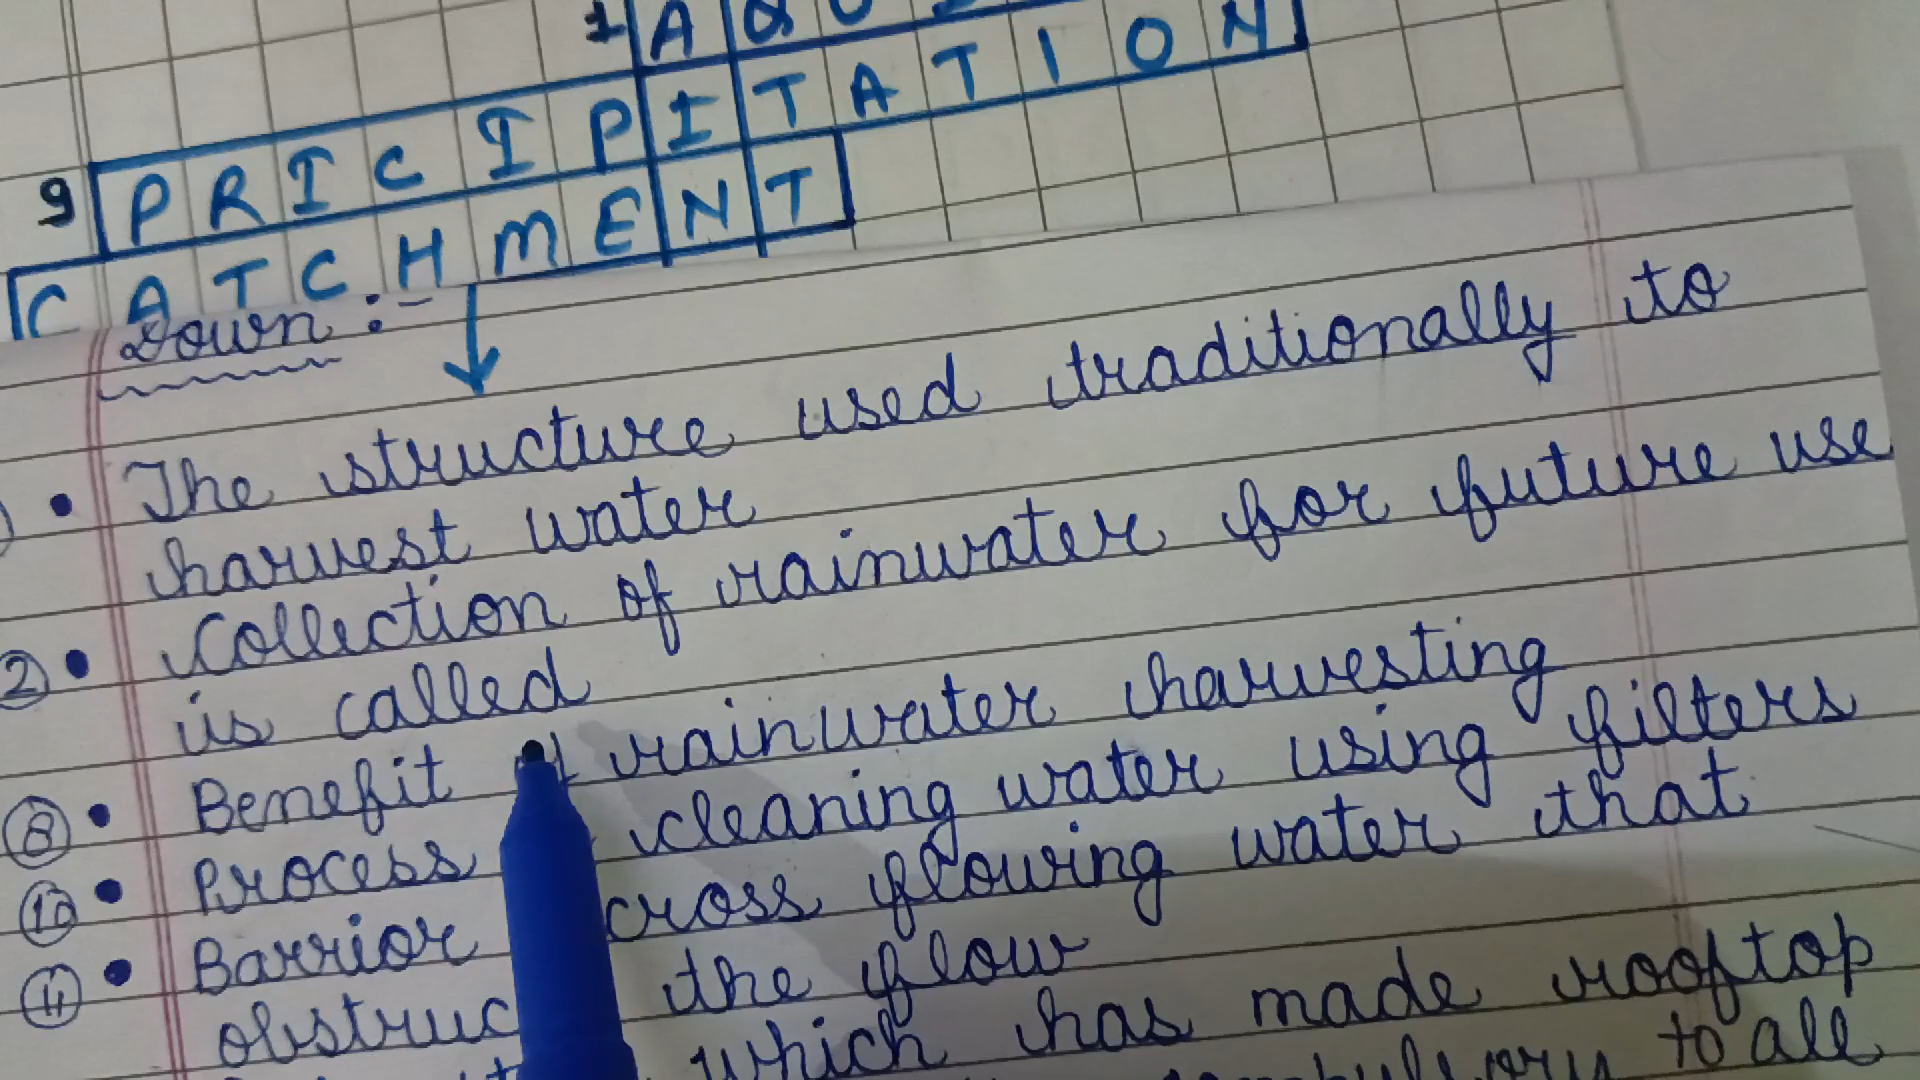 1 A Q U
9 P R I C I P I T A T I O N
C A T C H M E N T
Down :-
• The structure used traditionally to
harvest water
2 • Collection of rainwater for future use
is called
8 • Benefit of rainwater harvesting
10 • Process cleaning water using filters
11 • Barrior cross flowing water that
obstruc the flow
which has made rooftop
to all